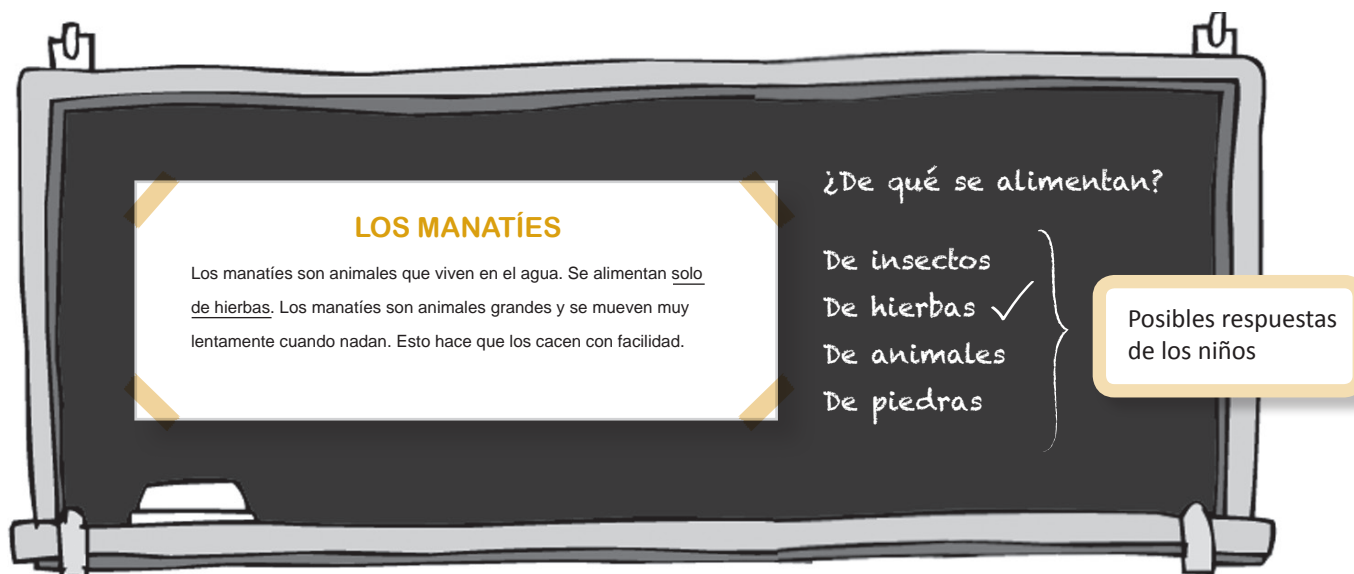 LOS MANATÍES
Los manatíes son animales que viven en el agua. Se alimentan solo
de hierbas. Los manatíes son animales grandes y se mueven muy
lentamente cuando nadan. Esto hace que los cacen con facilidad.
¿De qué se alimentan?
De insectos
De hierbas
De animales
De piedras
Posibles respuestas
de los niños